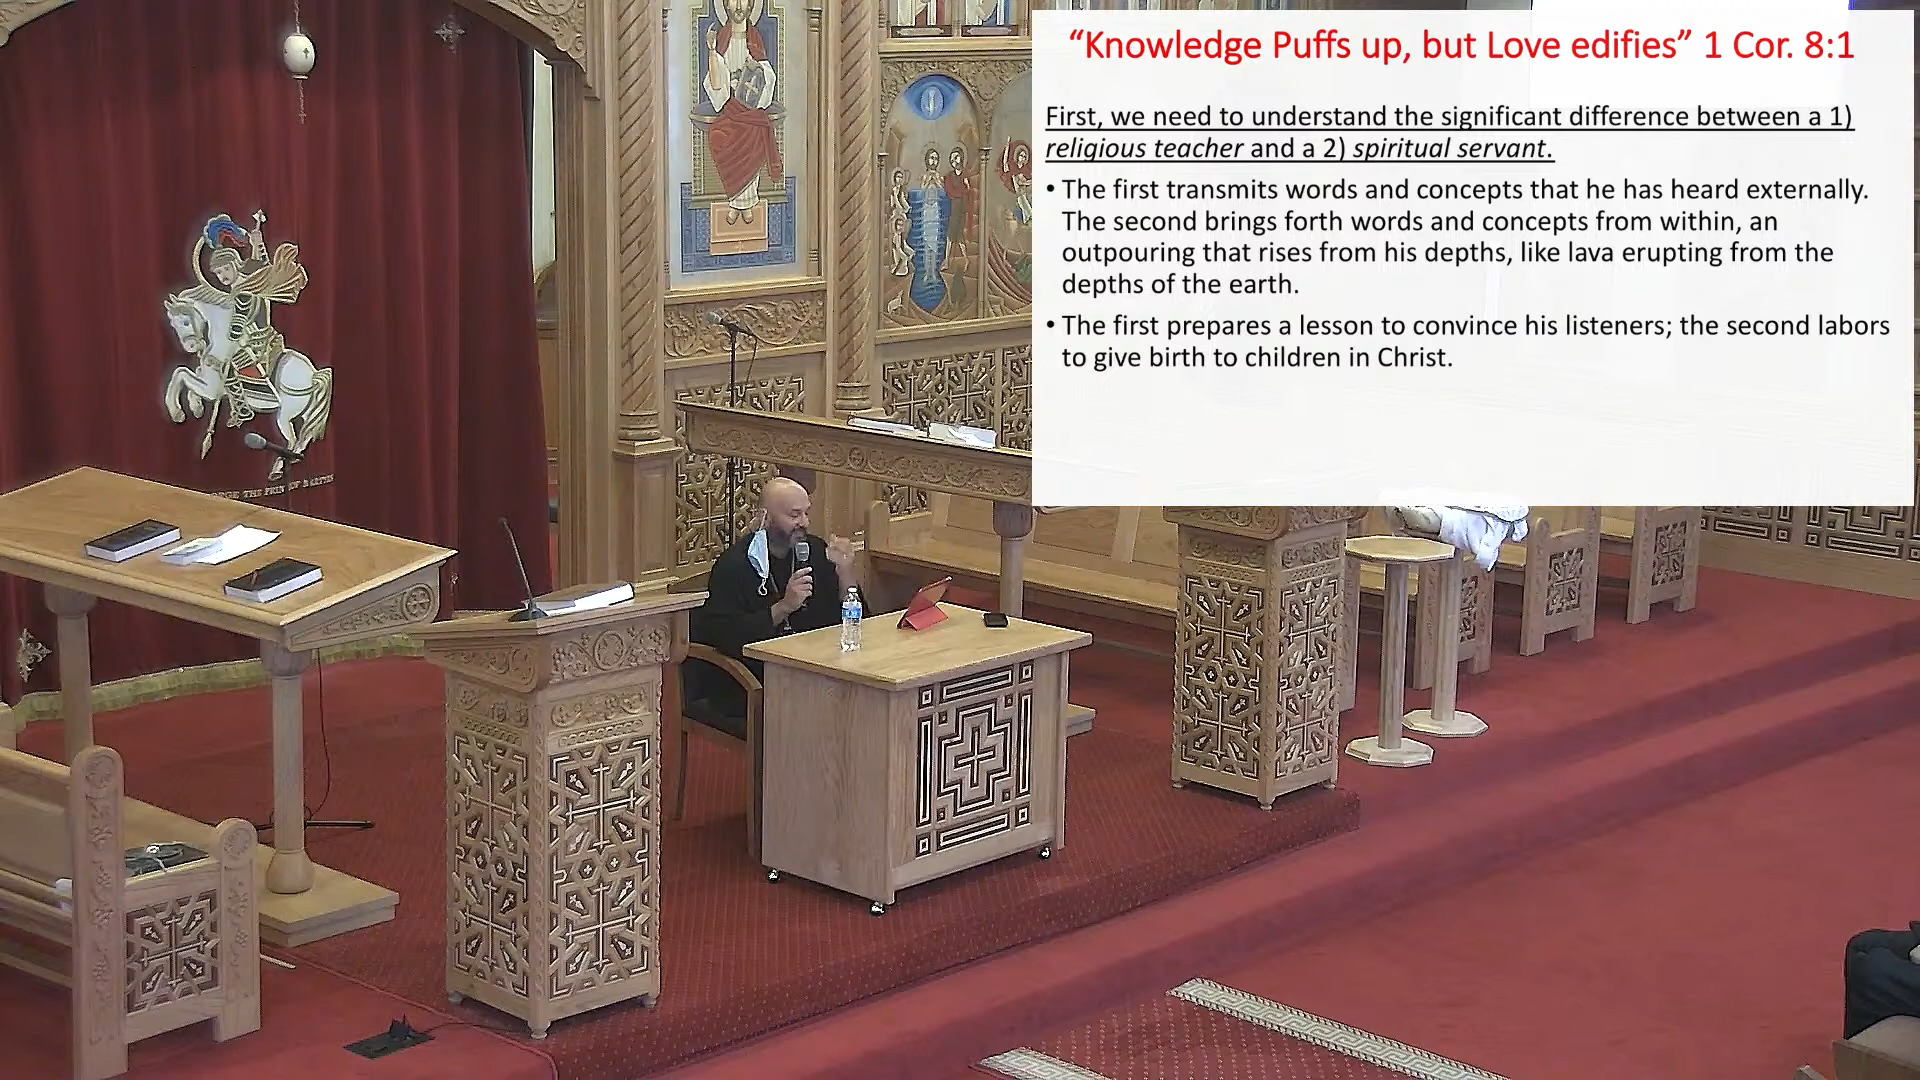 “Knowledge Puffs up, but Love edifies” 1 Cor. 8:1
First, we need to understand the significant difference between a 1)
religious teacher and a 2) spiritual servant.
• The first transmits words and concepts that he has heard externally.
The second brings forth words and concepts from within, an
outpouring that rises from his depths, like lava erupting from the
depths of the earth.
• The first prepares a lesson to convince his listeners; the second labors
to give birth to children in Christ.
THE PRIN OF MARTYRS